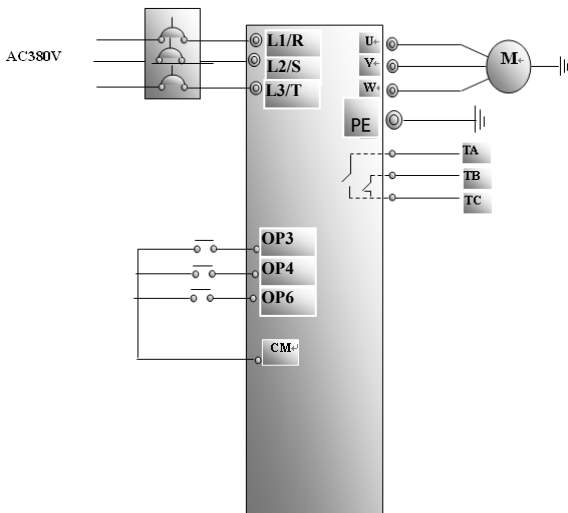 AC380V
L1/R
L2/S
L3/T
U
V
W
M
PE
TA
TB
TC
OP3
OP4
OP6
CM